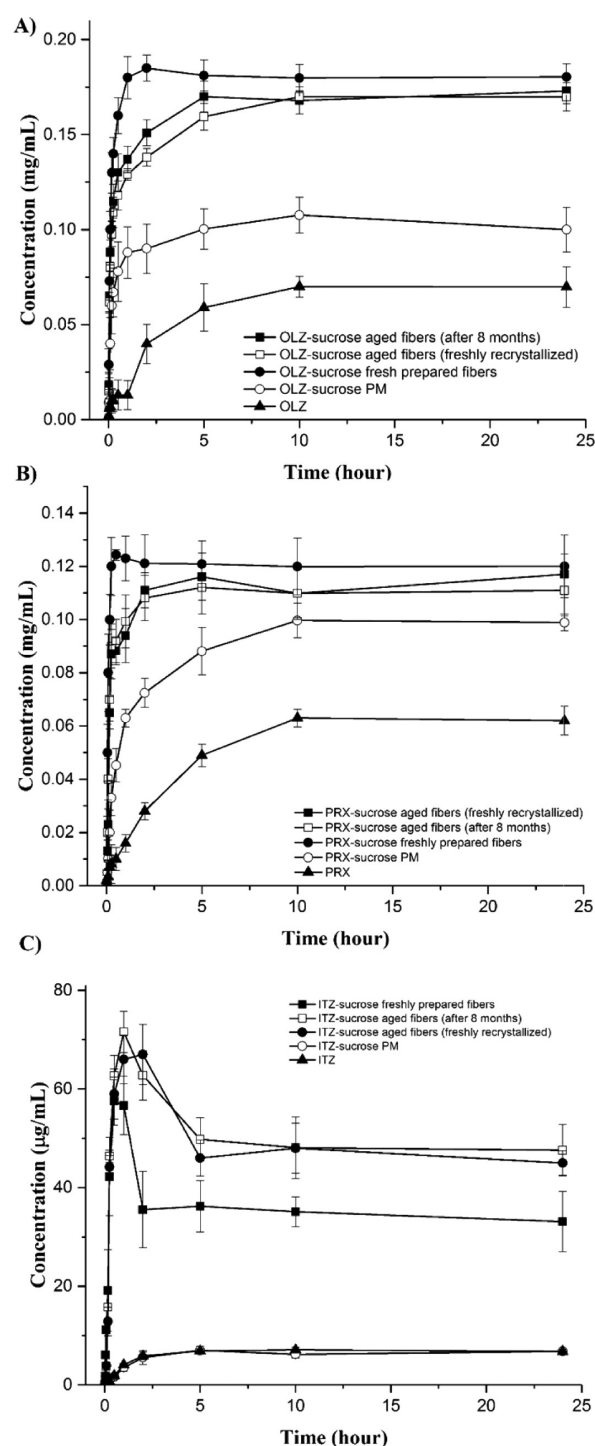 A)
0.20
0.15
0.10
0.05
0.00
Concentration (mg/mL)
OLZ-sucrose aged fibers (after 8 months)
OLZ-sucrose aged fibers (freshly recrystallized)
OLZ-sucrose fresh prepared fibers
OLZ-sucrose PM
OLZ
0 5 10 15 20 25
Time (hour)
B)
0.14
0.12
0.10
0.08
0.06
0.04
0.02
0.00
Concentration (mg/mL)
PRX-sucrose aged fibers (freshly recrystallized)
PRX-sucrose aged fibers (after 8 months)
PRX-sucrose freshly prepared fibers
PRX-sucrose PM
PRX
0 5 10 15 20 25
Time (hour)
C)
80
60
40
20
0
Concentration (µg/mL)
ITZ-sucrose freshly prepared fibers
ITZ-sucrose aged fibers (after 8 months)
ITZ-sucrose aged fibers (freshly recrystallized)
ITZ-sucrose PM
ITZ
0 5 10 15 20 25
Time (hour)